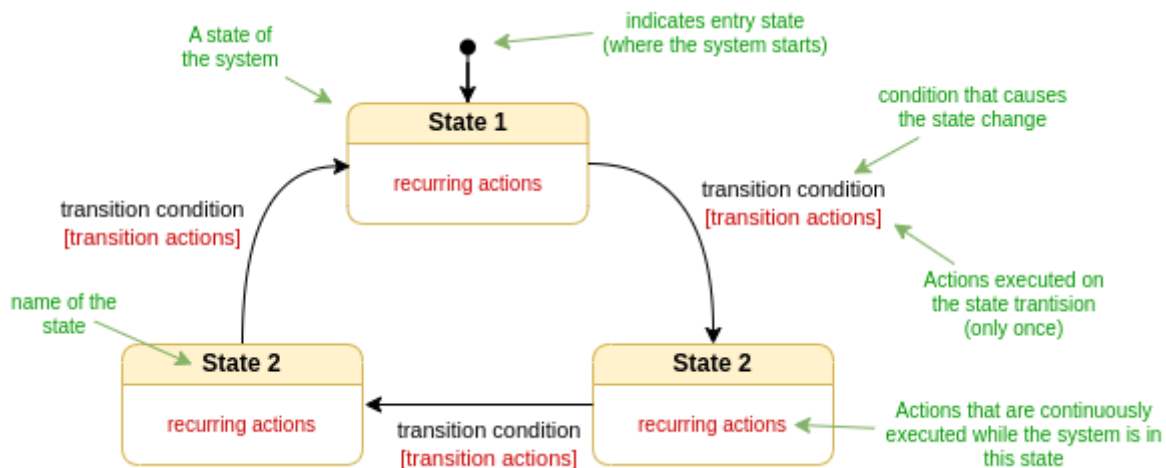 A state of
the system
indicates entry state
(where the system starts)
condition that causes
the state change
State 1
recurring actions
transition condition
[transition actions]
transition condition
[transition actions]
Actions executed on
the state trantision
(only once)
name of the
state
State 2
recurring actions
transition condition
[transition actions]
State 2
recurring actions
Actions that are continuously
executed while the system is in
this state